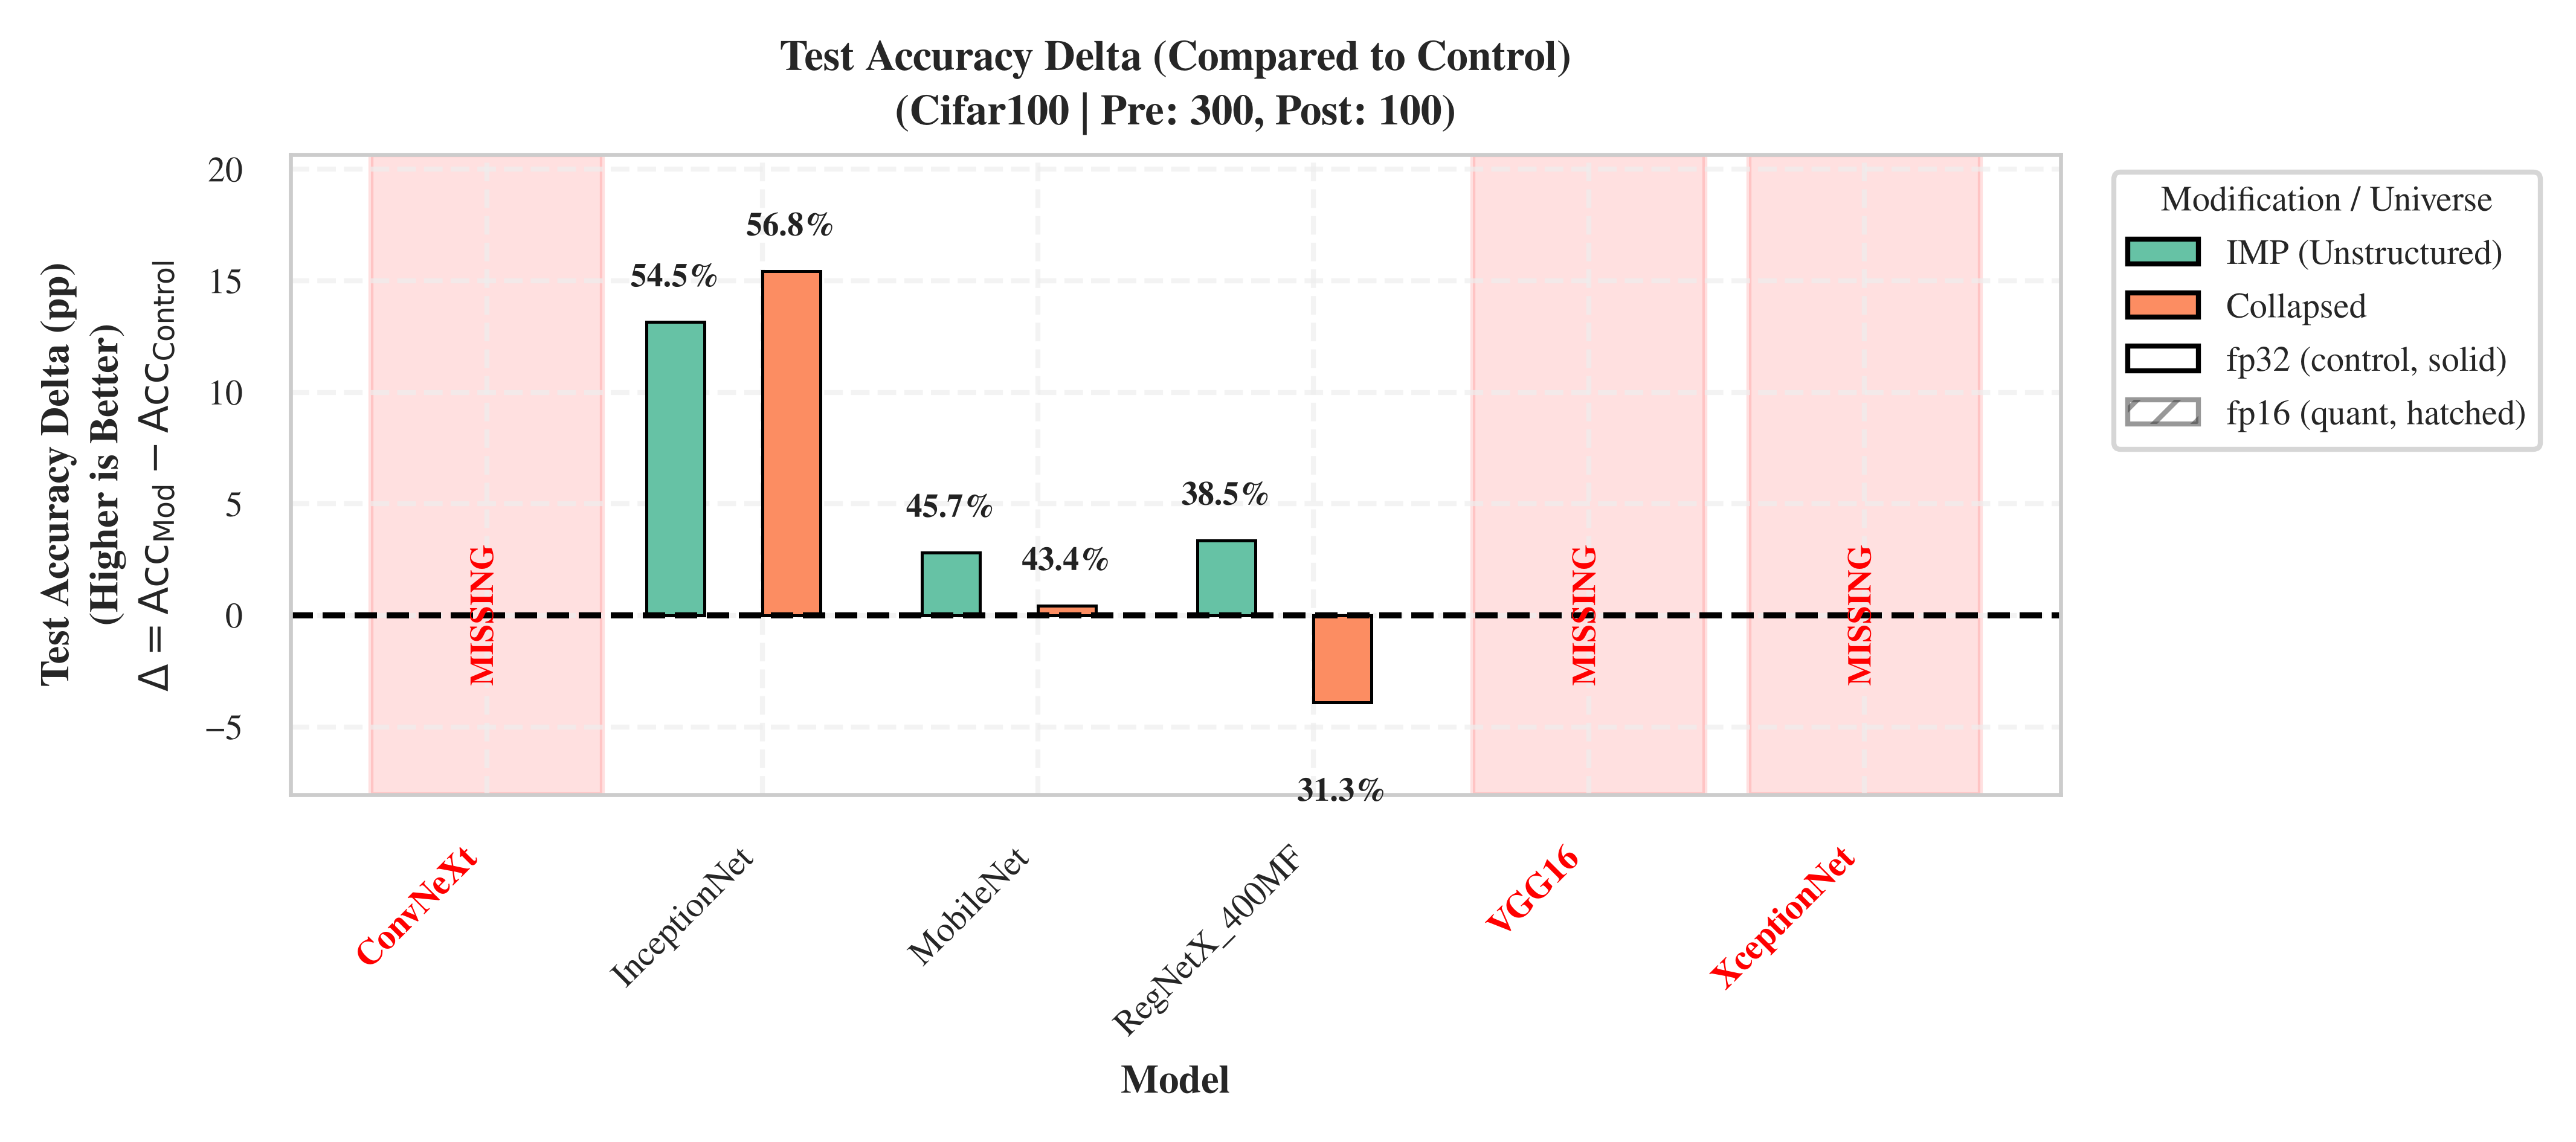 Test Accuracy Delta (Compared to Control)
(Cifar100 | Pre: 300, Post: 100)
Test Accuracy Delta (pp)
(Higher is Better)
Δ = ACC_Mod − ACC_Control
20
15
10
5
0
−5
MISSING
54.5%
56.8%
45.7%
43.4%
38.5%
31.3%
MISSING
MISSING
ConvNeXt
InceptionNet
MobileNet
RegNetX_400MF
VGG16
XceptionNet
Model
Modification / Universe
IMP (Unstructured)
Collapsed
fp32 (control, solid)
fp16 (quant, hatched)